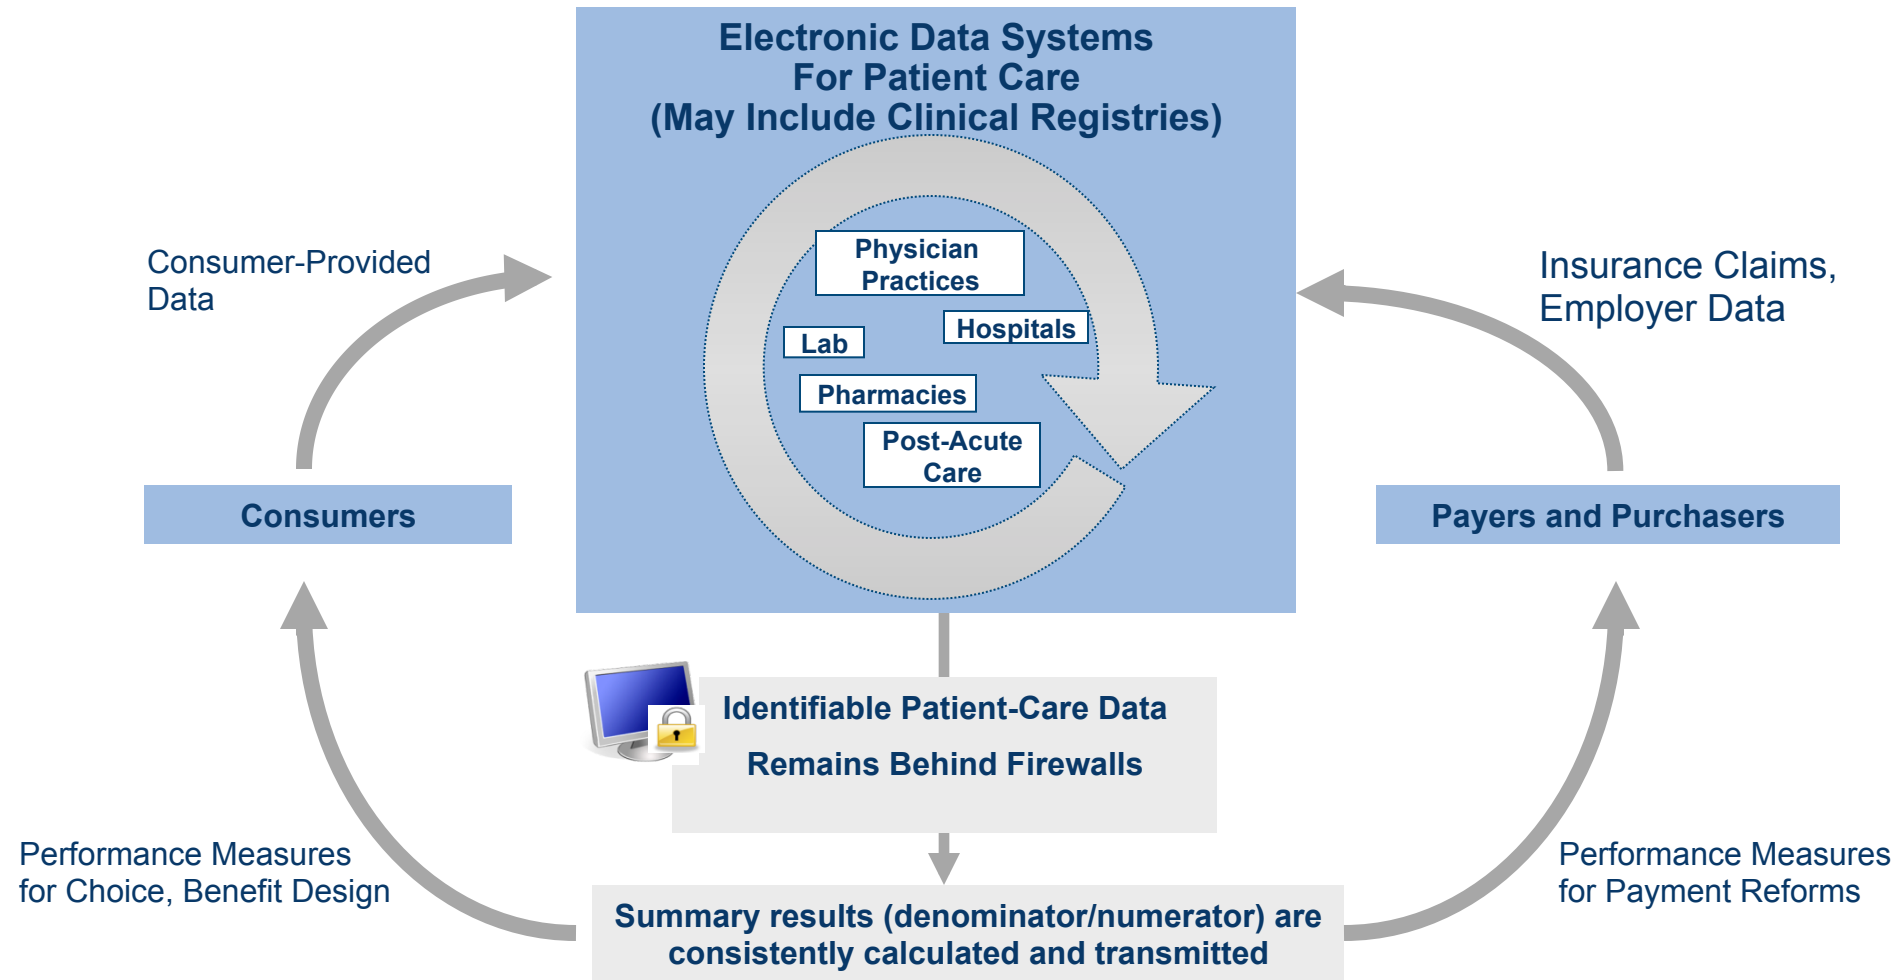 Electronic Data Systems
For Patient Care
(May Include Clinical Registries)
Physician
Practices
Hospitals
Lab
Pharmacies
Post-Acute
Care
Consumer-Provided
Data
Insurance Claims,
Employer Data
Consumers
Payers and Purchasers
Identifiable Patient-Care Data
Remains Behind Firewalls
Performance Measures
for Choice, Benefit Design
Performance Measures
for Payment Reforms
Summary results (denominator/numerator) are
consistently calculated and transmitted